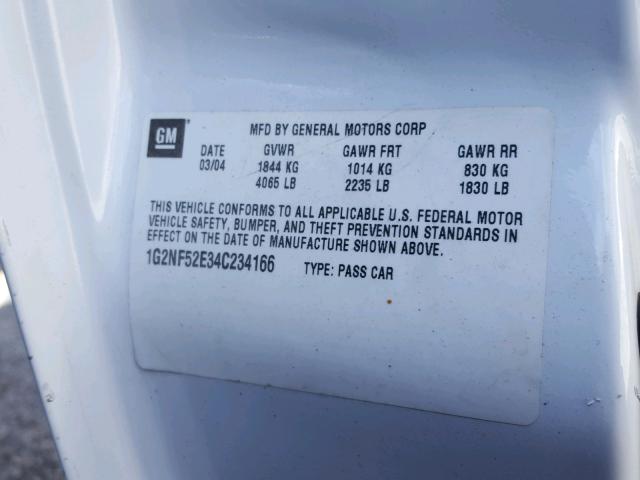 GM
MFD BY GENERAL MOTORS CORP
DATE GVWR GAWR FRT GAWR RR
03/04 1844 KG 1014 KG 830 KG
4065 LB 2235 LB 1830 LB
THIS VEHICLE CONFORMS TO ALL APPLICABLE U.S. FEDERAL MOTOR
VEHICLE SAFETY, BUMPER, AND THEFT PREVENTION STANDARDS IN
EFFECT ON THE DATE OF MANUFACTURE SHOWN ABOVE.
1G2NF52E34C234166 TYPE: PASS CAR